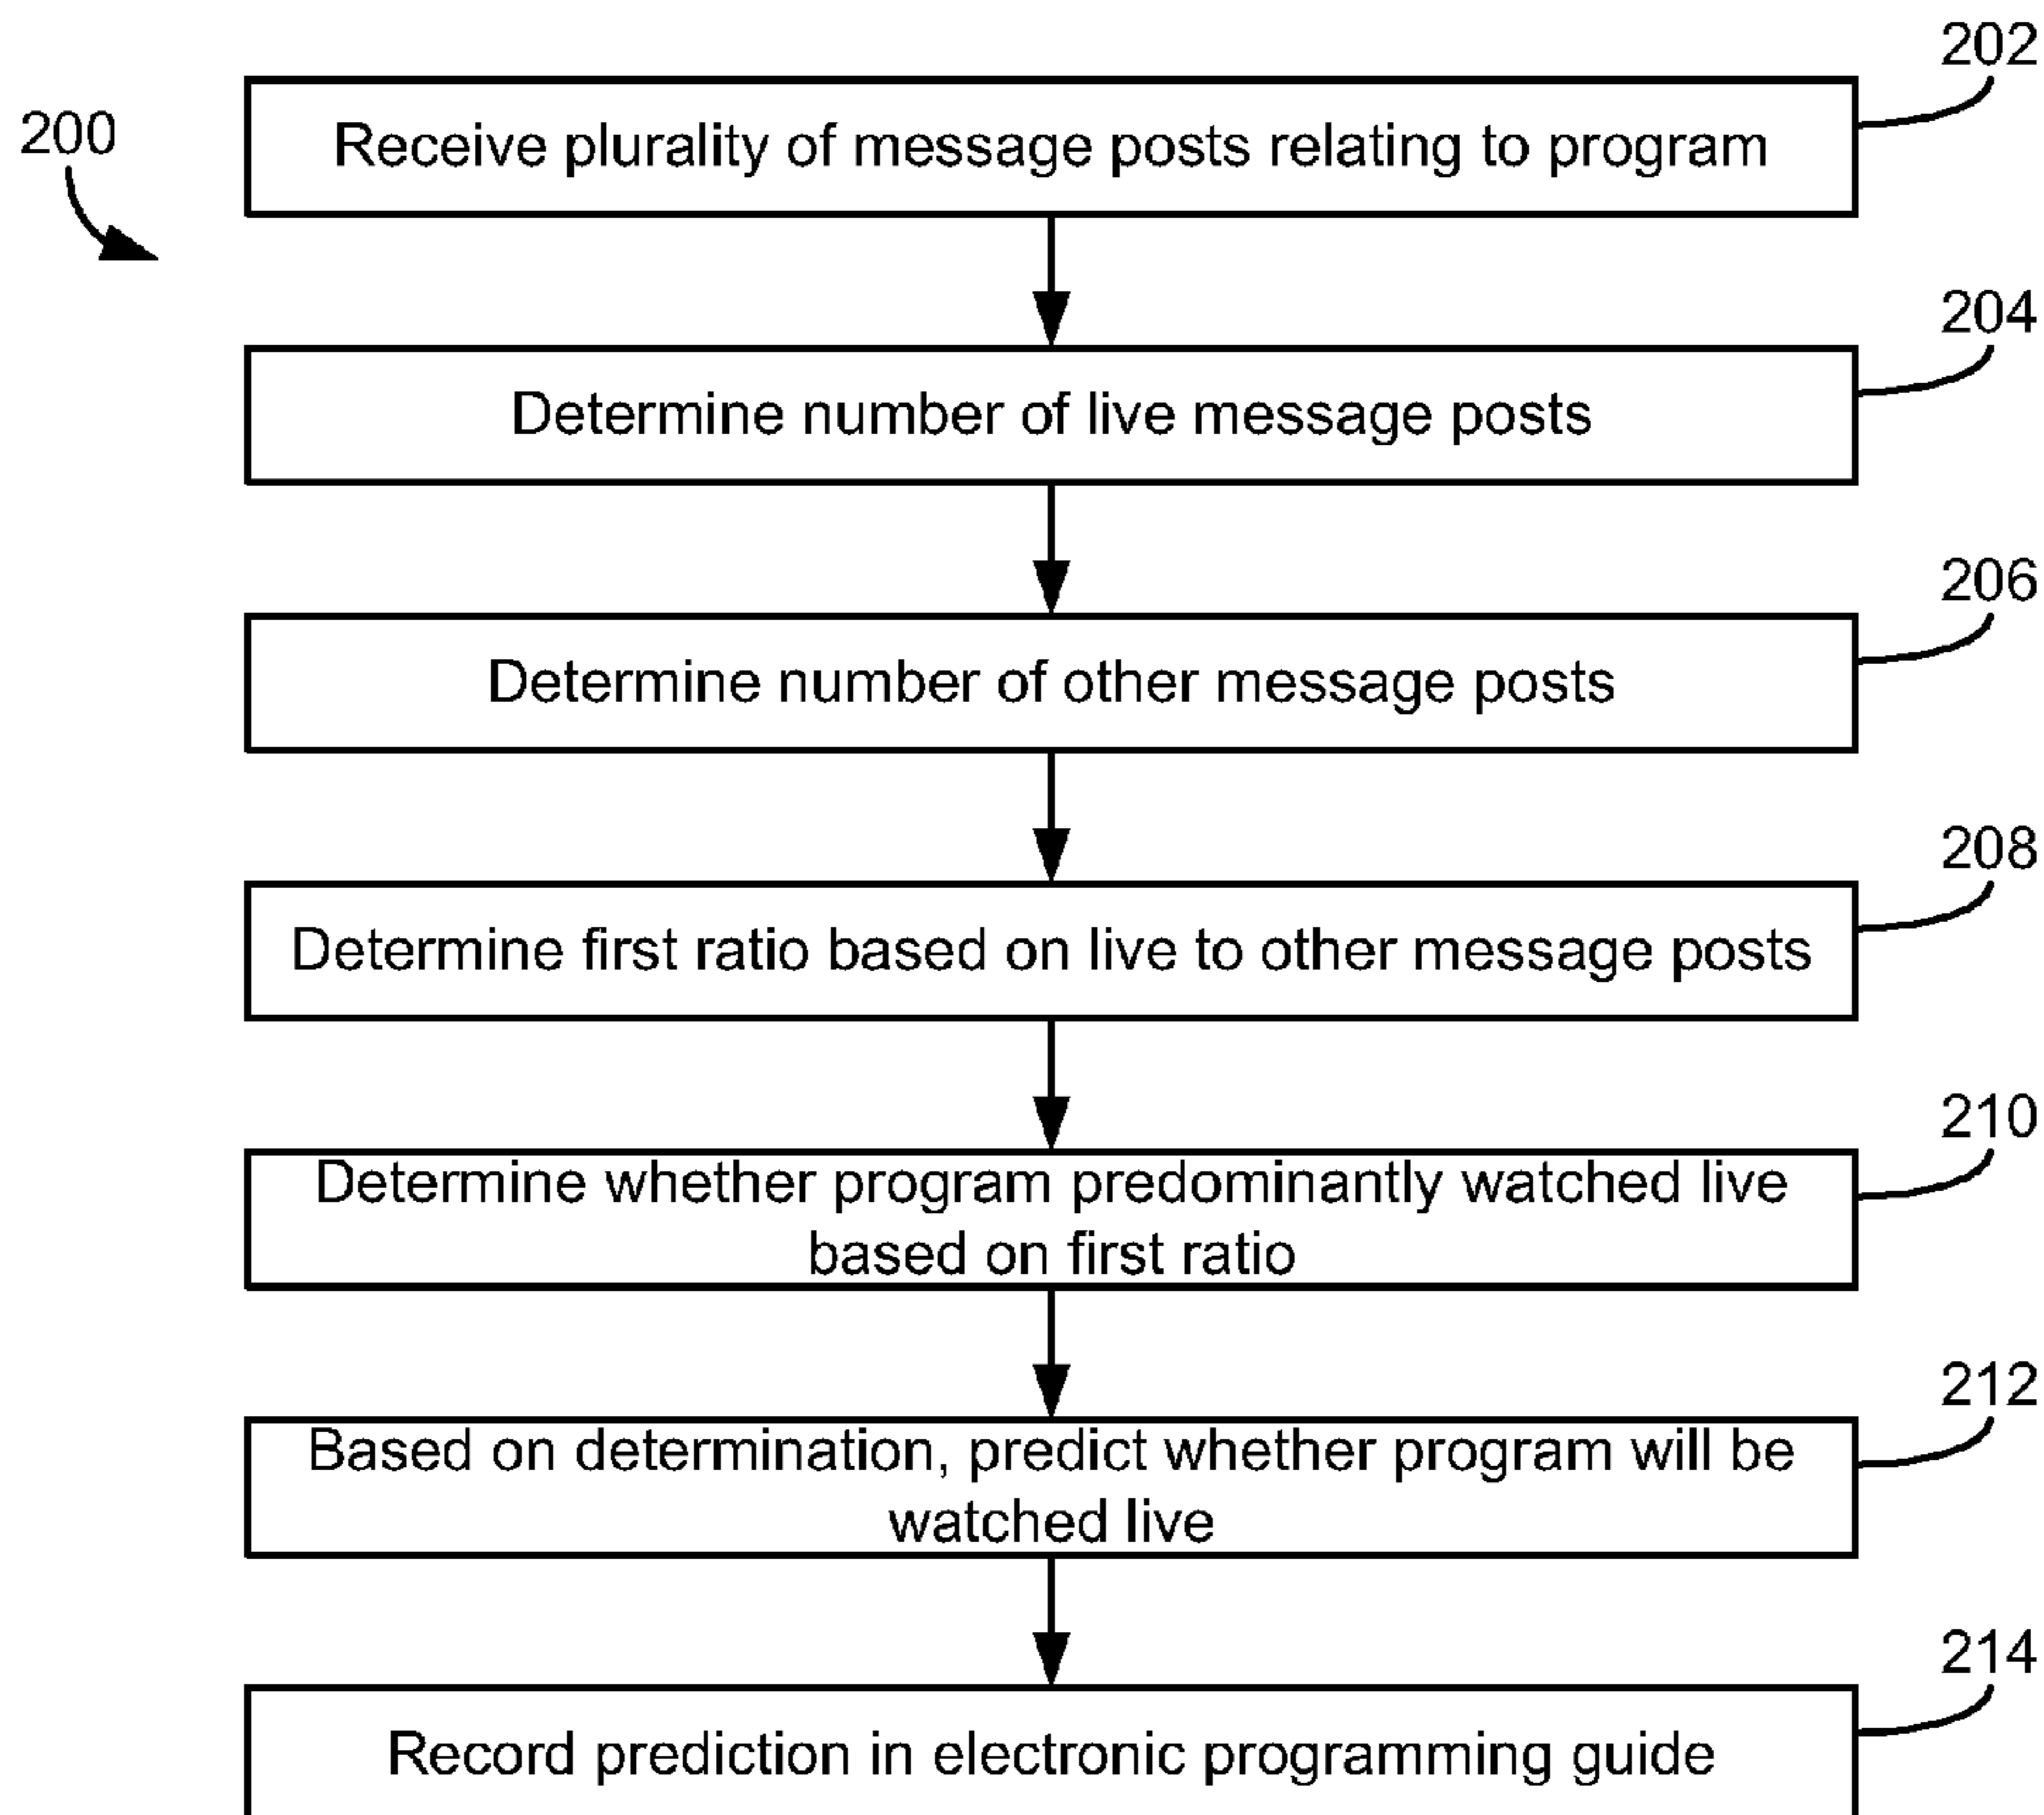 200
202
Receive plurality of message posts relating to program
204
Determine number of live message posts
206
Determine number of other message posts
208
Determine first ratio based on live to other message posts
210
Determine whether program predominantly watched live
based on first ratio
212
Based on determination, predict whether program will be
watched live
214
Record prediction in electronic programming guide